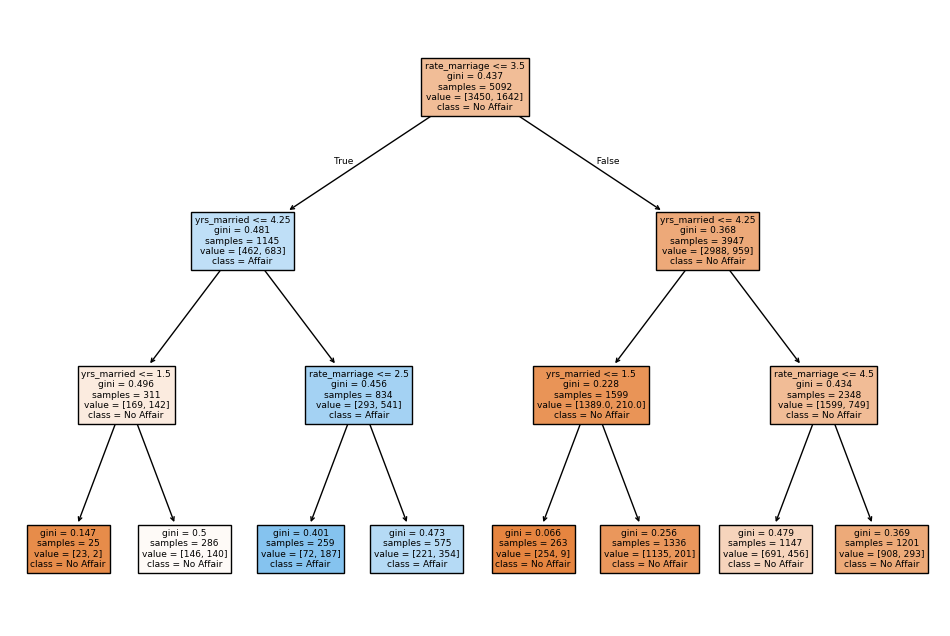 rate_marriage <= 3.5
gini = 0.437
samples = 5092
value = [3450, 1642]
class = No Affair
True
False
yrs_married <= 4.25
gini = 0.481
samples = 1145
value = [462, 683]
class = Affair
yrs_married <= 4.25
gini = 0.368
samples = 3947
value = [2988, 959]
class = No Affair
yrs_married <= 1.5
gini = 0.496
samples = 311
value = [169, 142]
class = No Affair
rate_marriage <= 2.5
gini = 0.456
samples = 834
value = [293, 541]
class = Affair
yrs_married <= 1.5
gini = 0.228
samples = 1599
value = [1389.0, 210.0]
class = No Affair
rate_marriage <= 4.5
gini = 0.434
samples = 2348
value = [1599, 749]
class = No Affair
gini = 0.147
samples = 25
value = [23, 2]
class = No Affair
gini = 0.5
samples = 286
value = [146, 140]
class = No Affair
gini = 0.401
samples = 259
value = [72, 187]
class = Affair
gini = 0.473
samples = 575
value = [221, 354]
class = Affair
gini = 0.066
samples = 263
value = [254, 9]
class = No Affair
gini = 0.256
samples = 1336
value = [1135, 201]
class = No Affair
gini = 0.479
samples = 1147
value = [691, 456]
class = No Affair
gini = 0.369
samples = 1201
value = [908, 293]
class = No Affair